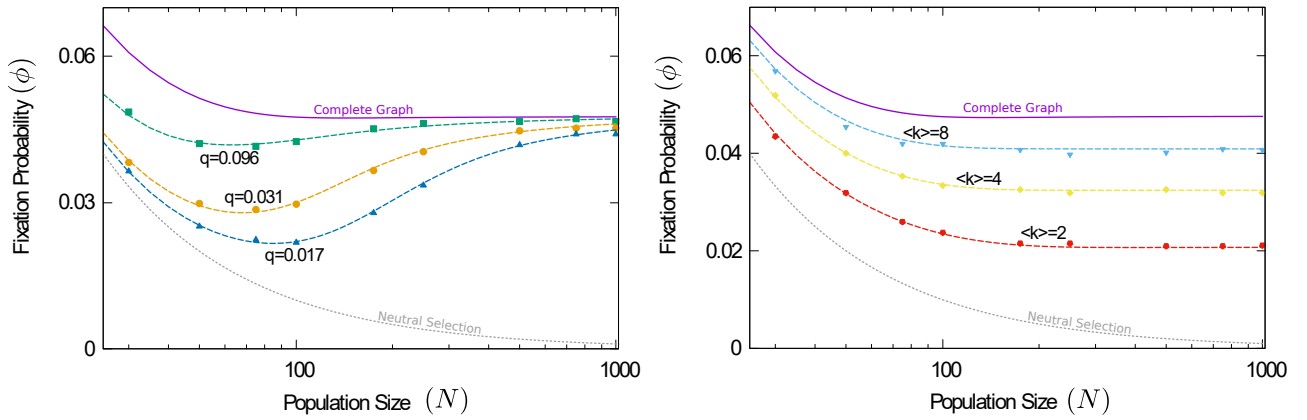 Fixation Probability (ϕ)
0.06
0.03
0
Complete Graph
q=0.096
q=0.031
q=0.017
Neutral Selection
100
1000
Population Size (N)
Fixation Probability (ϕ)
0.06
0.04
0.02
0
Complete Graph
<k>=8
<k>=4
<k>=2
Neutral Selection
100
1000
Population Size (N)